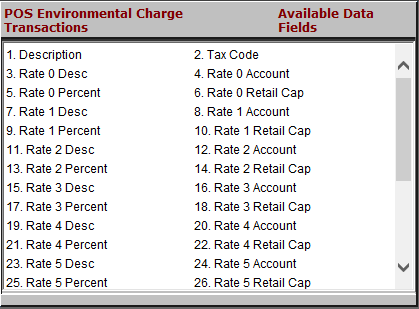 POS Environmental Charge Transactions
Available Data Fields
1. Description 2. Tax Code
3. Rate 0 Desc 4. Rate 0 Account
5. Rate 0 Percent 6. Rate 0 Retail Cap
7. Rate 1 Desc 8. Rate 1 Account
9. Rate 1 Percent 10. Rate 1 Retail Cap
11. Rate 2 Desc 12. Rate 2 Account
13. Rate 2 Percent 14. Rate 2 Retail Cap
15. Rate 3 Desc 16. Rate 3 Account
17. Rate 3 Percent 18. Rate 3 Retail Cap
19. Rate 4 Desc 20. Rate 4 Account
21. Rate 4 Percent 22. Rate 4 Retail Cap
23. Rate 5 Desc 24. Rate 5 Account
25. Rate 5 Percent 26. Rate 5 Retail Cap